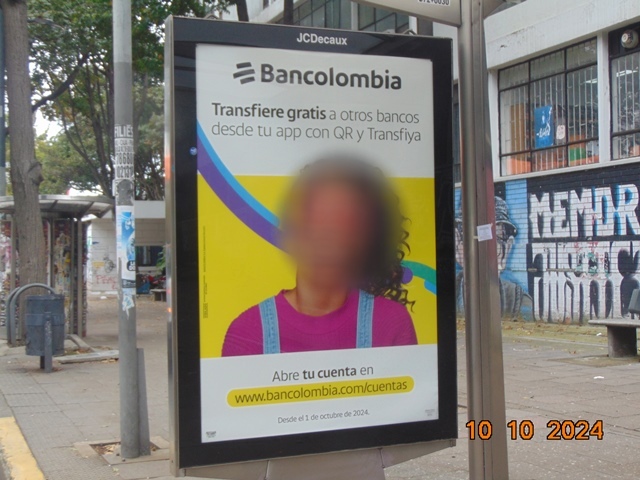 JCDecaux
Bancolombia
Transfiere gratis a otros bancos
desde tu app con QR y Transfiya
Abre tu cuenta en
www.bancolombia.com/cuentas
Desde el 1 de octubre de 2024.
MEMOR
10 10 2024